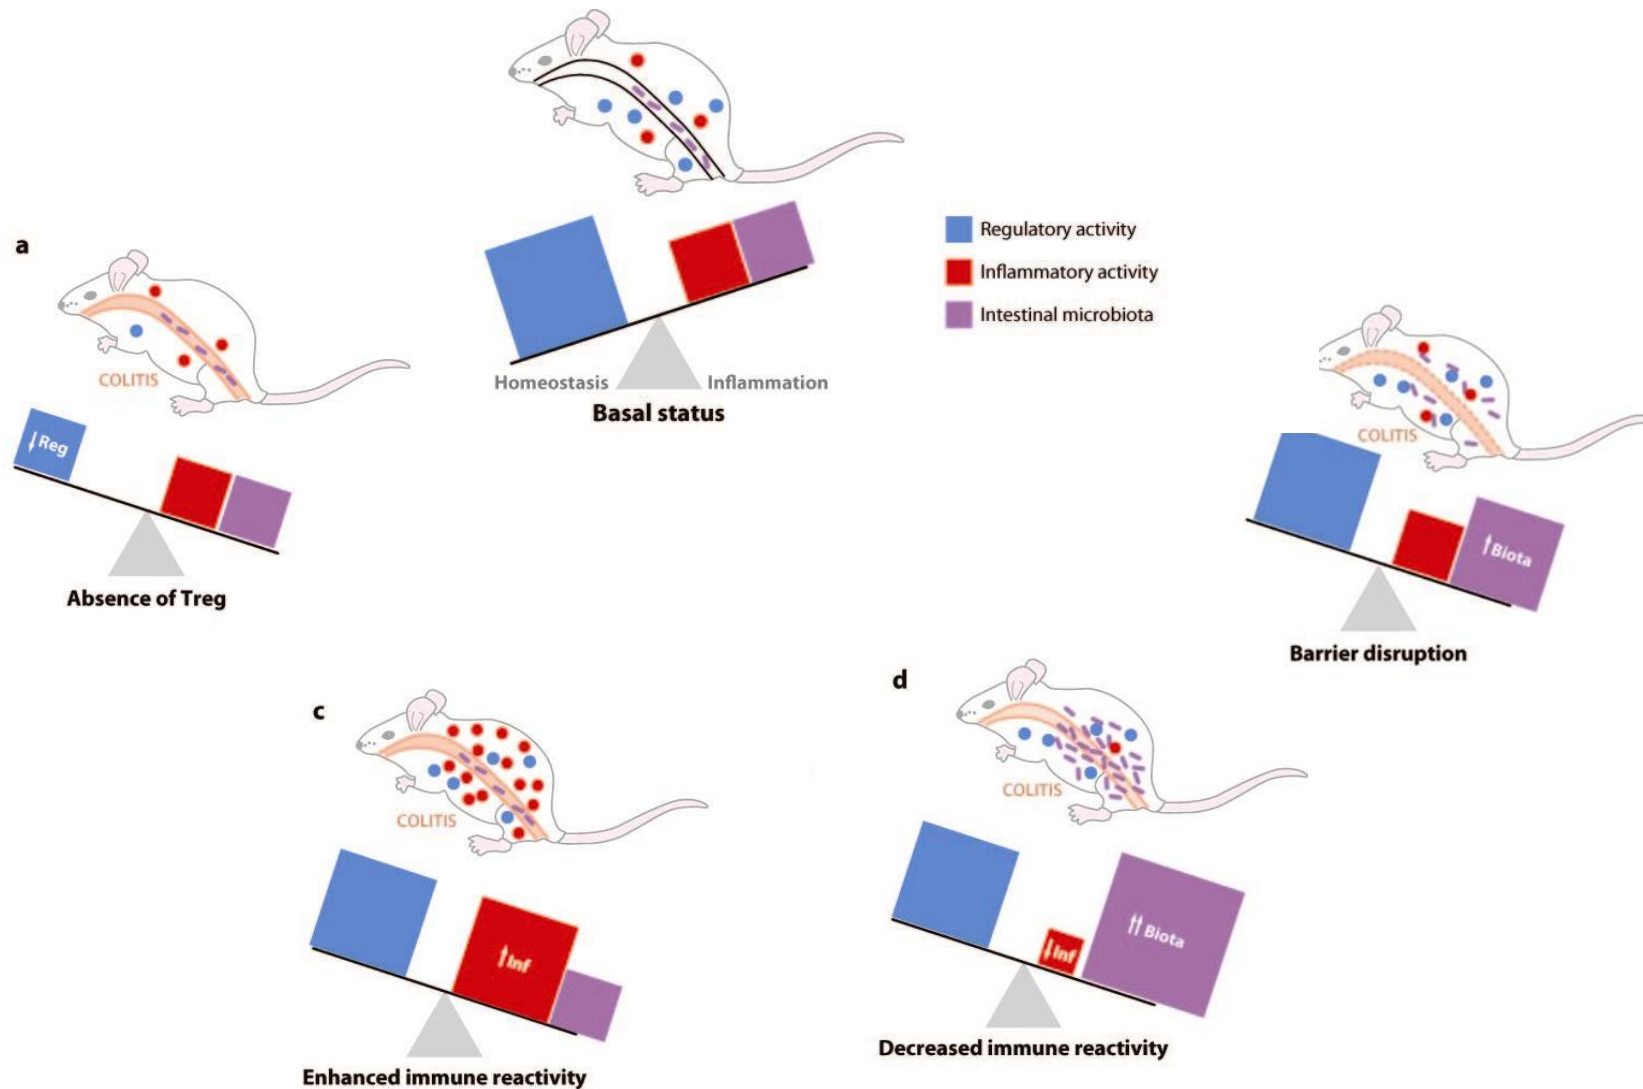 Regulatory activity
Inflammatory activity
Intestinal microbiota
Homeostasis
Inflammation
Basal status
a
COLITIS
↓Reg
Absence of Treg
COLITIS
↑Biota
Barrier disruption
c
COLITIS
↑Inf
Enhanced immune reactivity
d
COLITIS
↓Inf
↑↑Biota
Decreased immune reactivity